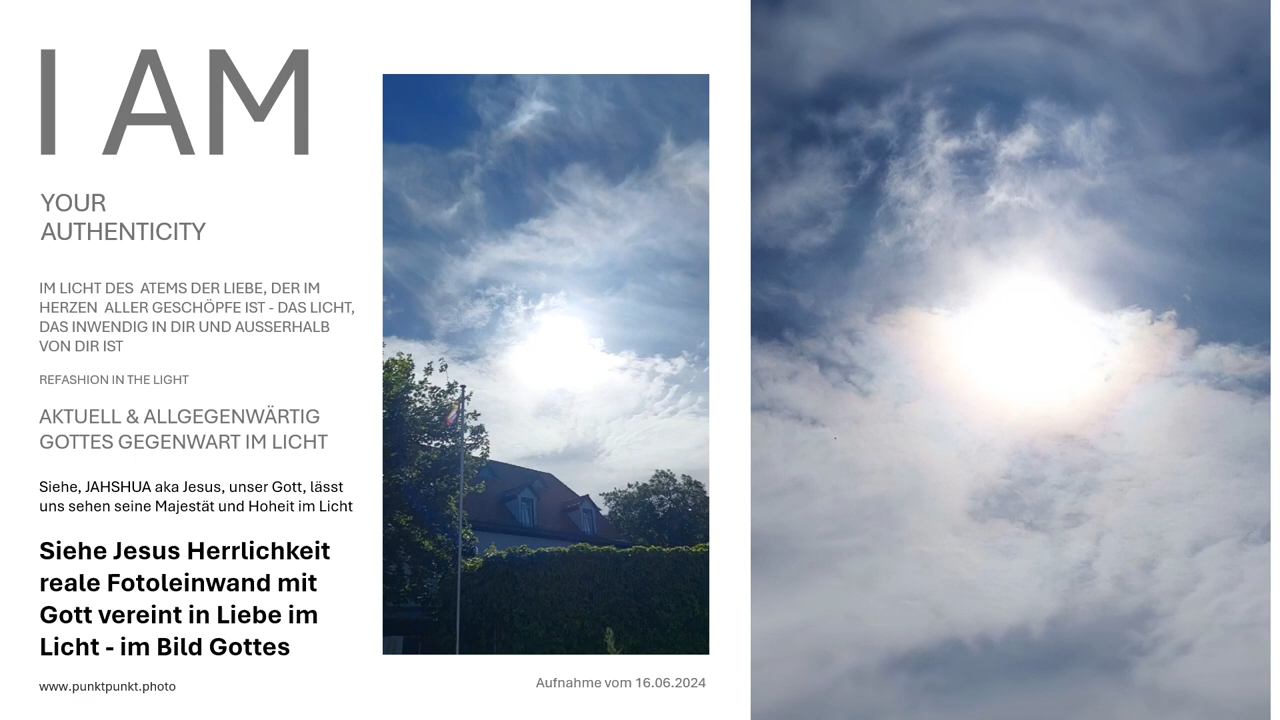 I AM
YOUR
AUTHENTICITY
IM LICHT DES ATEMS DER LIEBE, DER IM
HERZEN ALLER GESCHÖPFE IST - DAS LICHT,
DAS INWENDIG IN DIR UND AUSSERHALB
VON DIR IST
REFASHION IN THE LIGHT
AKTUELL & ALLGEGENWÄRTIG
GOTTES GEGENWART IM LICHT
Siehe, JAHSHUA aka Jesus, unser Gott, lässt
uns sehen seine Majestät und Hoheit im Licht
Siehe Jesus Herrlichkeit
reale Fotoleinwand mit
Gott vereint in Liebe im
Licht - im Bild Gottes
www.punktpunkt.photo
Aufnahme vom 16.06.2024